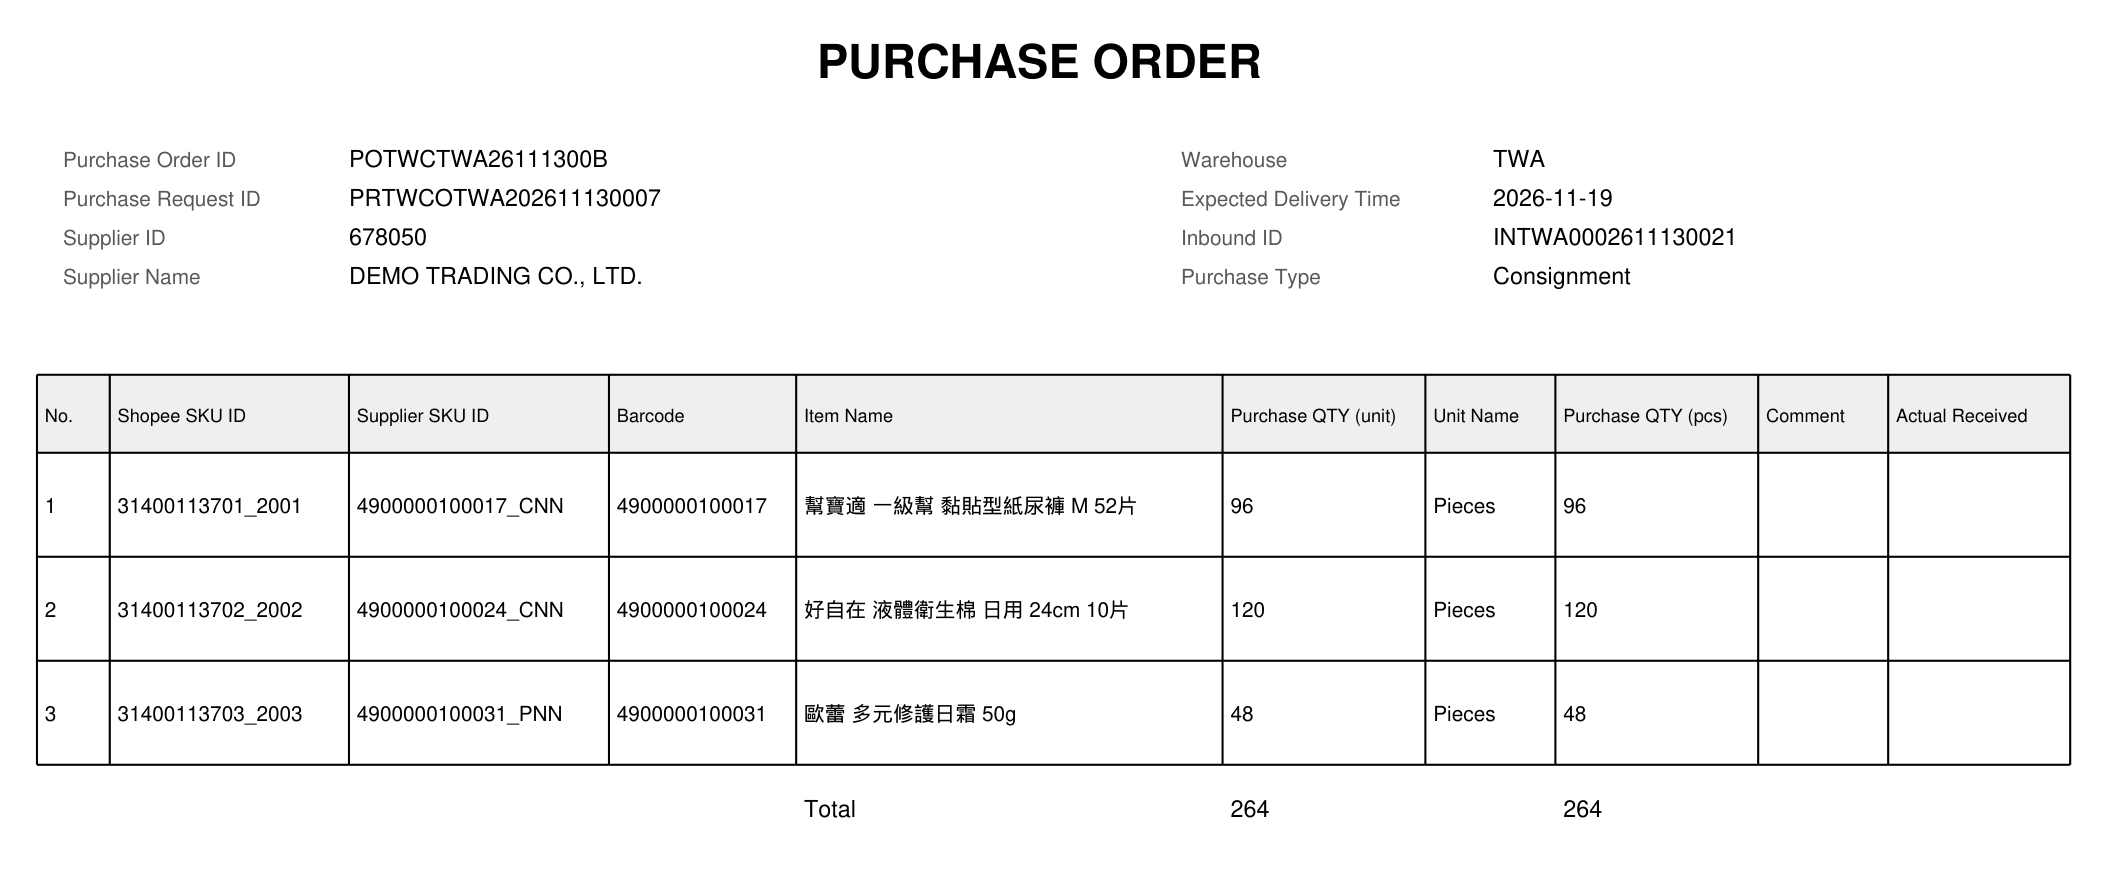 PURCHASE ORDER
Purchase Order ID POTWCTWA26111300B Warehouse TWA
Purchase Request ID PRTWCOTWA202611130007 Expected Delivery Time 2026-11-19
Supplier ID 678050 Inbound ID INTWA0002611130021
Supplier Name DEMO TRADING CO., LTD. Purchase Type Consignment
No. Shopee SKU ID Supplier SKU ID Barcode Item Name Purchase QTY (unit) Unit Name Purchase QTY (pcs) Comment Actual Received
1 31400113701_2001 4900000100017_CNN 4900000100017 幫寶適 一級幫 黏貼型紙尿褲 M 52片 96 Pieces 96
2 31400113702_2002 4900000100024_CNN 4900000100024 好自在 液體衛生棉 日用 24cm 10片 120 Pieces 120
3 31400113703_2003 4900000100031_PNN 4900000100031 歐蕾 多元修護日霜 50g 48 Pieces 48
Total 264 264